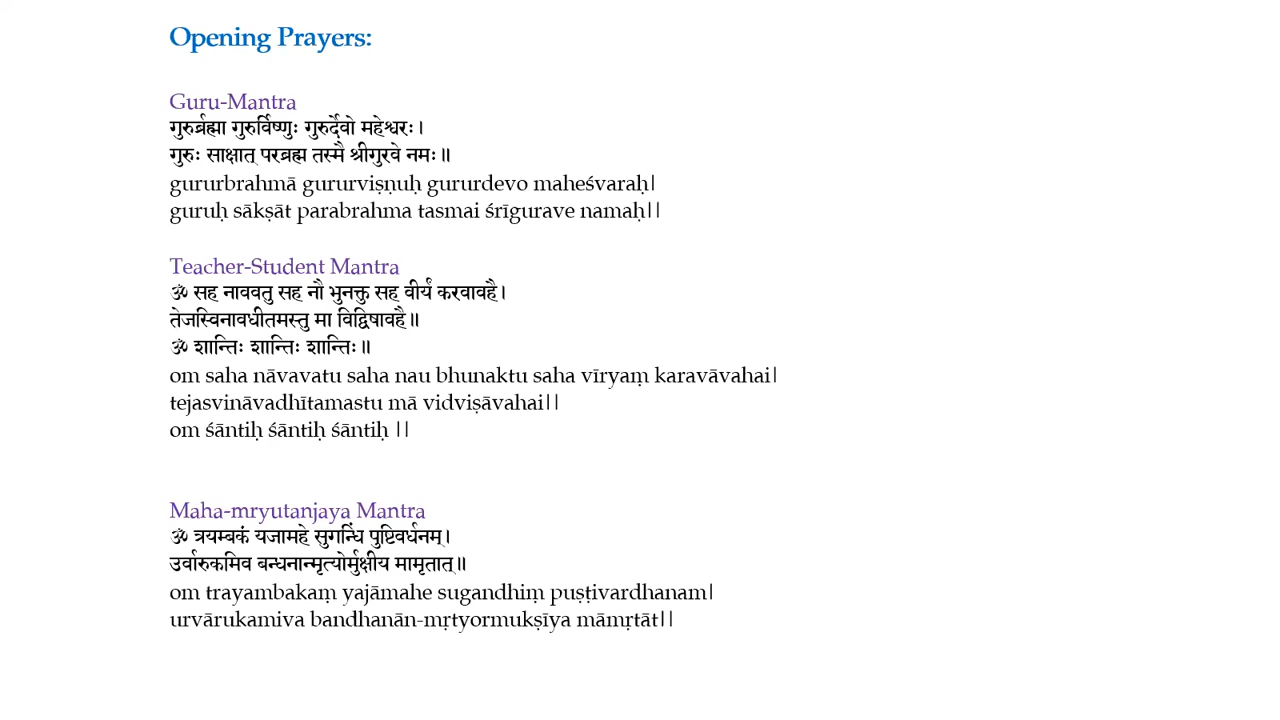 Opening Prayers:
Guru-Mantra
गुरुर्ब्रह्मा गुरुर्विष्णुः गुरुर्देवो महेश्वरः।
गुरुः साक्षात् परब्रह्म तस्मै श्रीगुरवे नमः॥
gururbrahmā gururviṣṇuḥ gururdevo maheśvaraḥ|
guruḥ sākṣāt parabrahma tasmai śrīgurave namaḥ||
Teacher-Student Mantra
ॐ सह नाववतु सह नौ भुनक्तु सह वीर्यं करवावहै।
तेजस्विनावधीतमस्तु मा विद्विषावहै॥
ॐ शान्तिः शान्तिः शान्तिः॥
om saha nāvavatu saha nau bhunaktu saha vīryaṃ karavāvahai|
tejasvināvadhītamastu mā vidviṣāvahai||
om śāntiḥ śāntiḥ śāntiḥ ||
Maha-mryutanjaya Mantra
ॐ त्रयम्बकं यजामहे सुगन्धिं पुष्टिवर्धनम्।
उर्वारुकमिव बन्धनान्मृत्योर्मुक्षीय मामृतात्॥
om trayambakaṃ yajāmahe sugandhiṃ puṣṭivardhanam|
urvārukamiva bandhanān-mṛtyormukṣīya māmṛtāt||